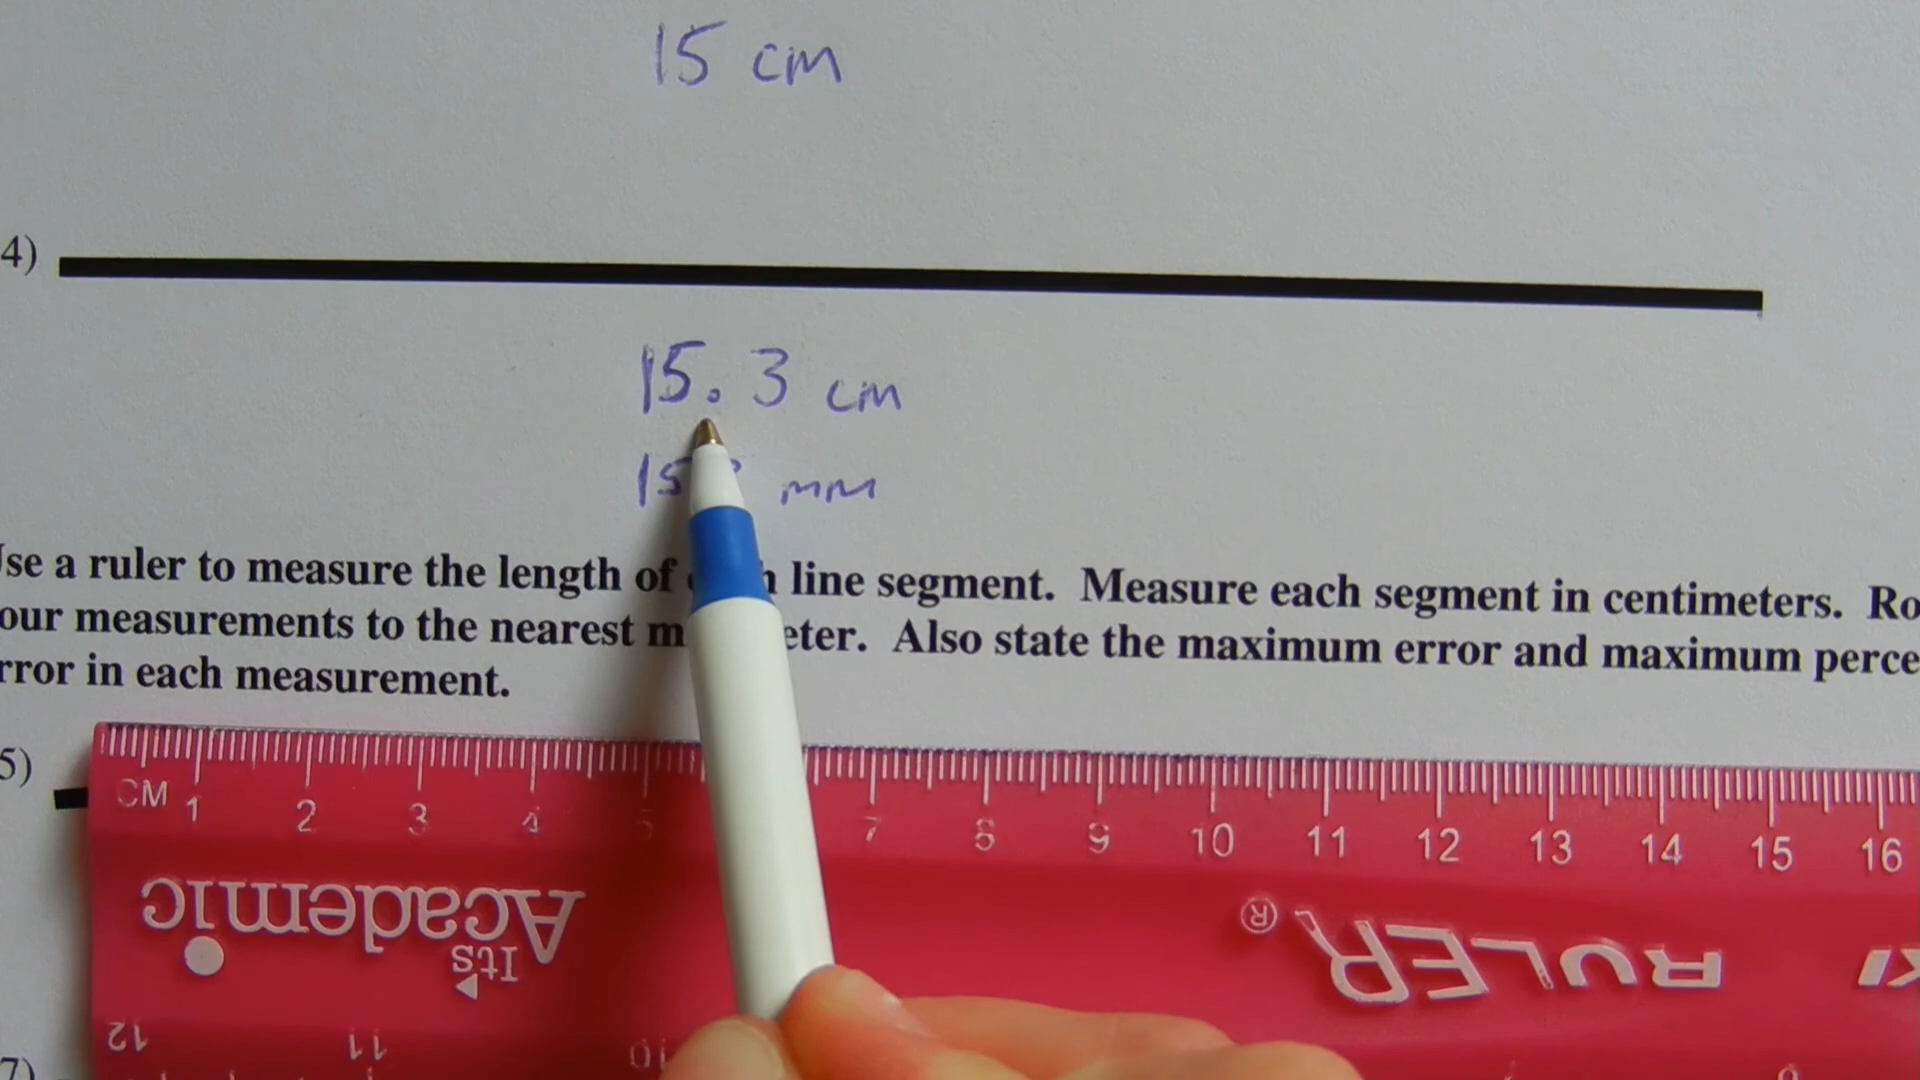 15 cm
4)
15.3 cm
15 mm
se a ruler to measure the length of line segment. Measure each segment in centimeters. Ro
our measurements to the nearest m eter. Also state the maximum error and maximum perce
rror in each measurement.
5)
CM 1 2 3 4 5 7 8 9 10 11 12 13 14 15 16
Academic ® RULER KI
It's
12 11 10
7)